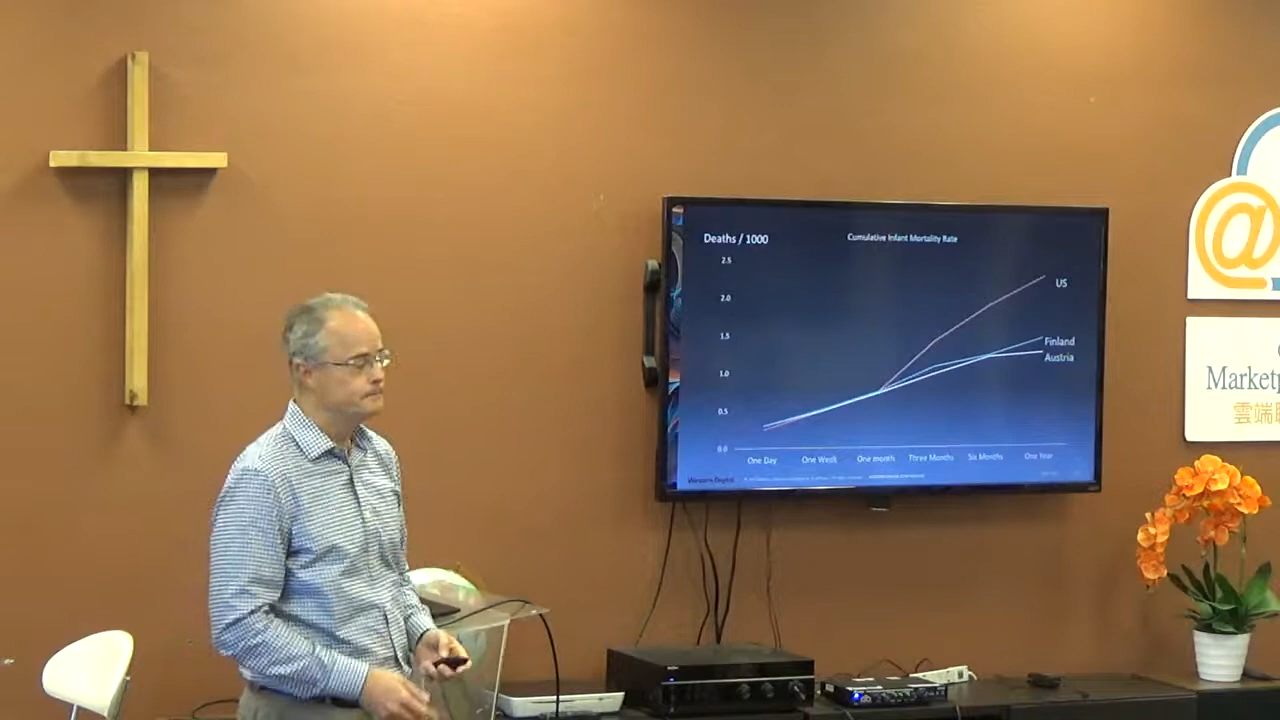 Deaths / 1000
Cumulative Infant Mortality Rate
2.5
2.0
1.5
1.0
0.5
0.0
US
Finland
Austria
One Day
One Week
One month
Three Months
Six Months
One Year
Western Digital
@
雲端